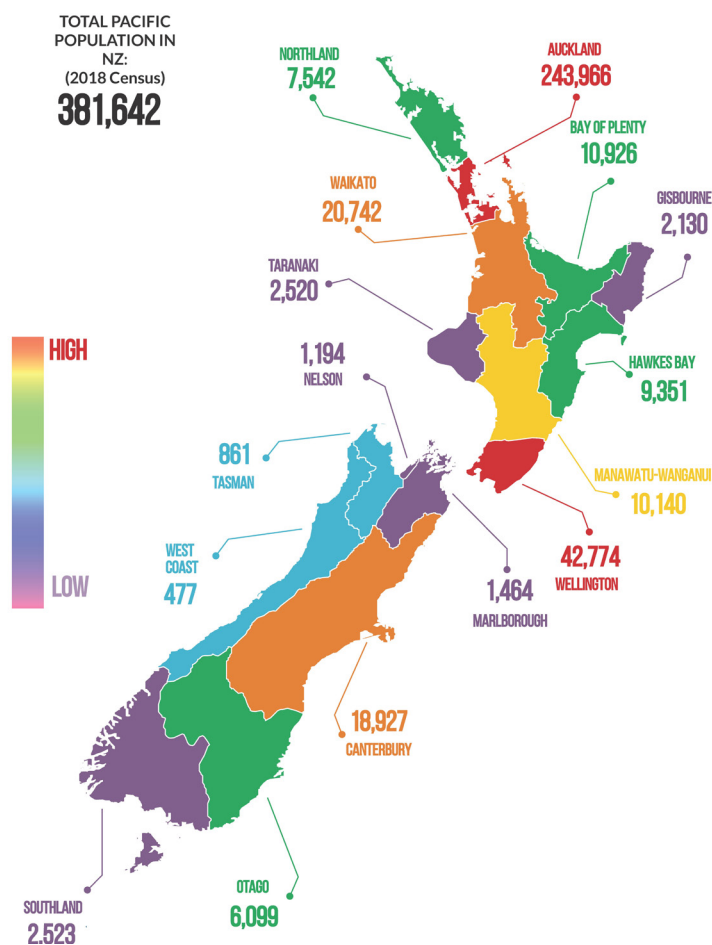 TOTAL PACIFIC
POPULATION IN
NZ:
(2018 Census)
381,642
NORTHLAND
7,542
AUCKLAND
243,966
BAY OF PLENTY
10,926
WAIKATO
20,742
GISBOURNE
2,130
TARANAKI
2,520
HIGH
1,194
NELSON
HAWKES BAY
9,351
861
TASMAN
MANAWATU-WANGANUI
10,140
WEST
COAST
477
42,774
WELLINGTON
LOW
1,464
MARLBOROUGH
18,927
CANTERBURY
OTAGO
6,099
SOUTHLAND
2,523